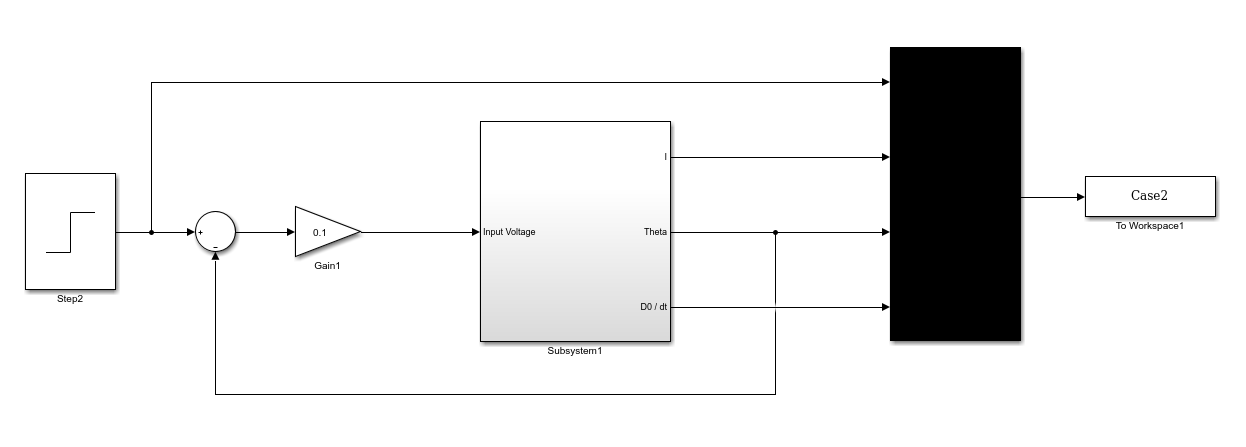 I
Case2
To Workspace1
+
−
0.1
Input Voltage
Theta
Gain1
Step2
D0 / dt
Subsystem1